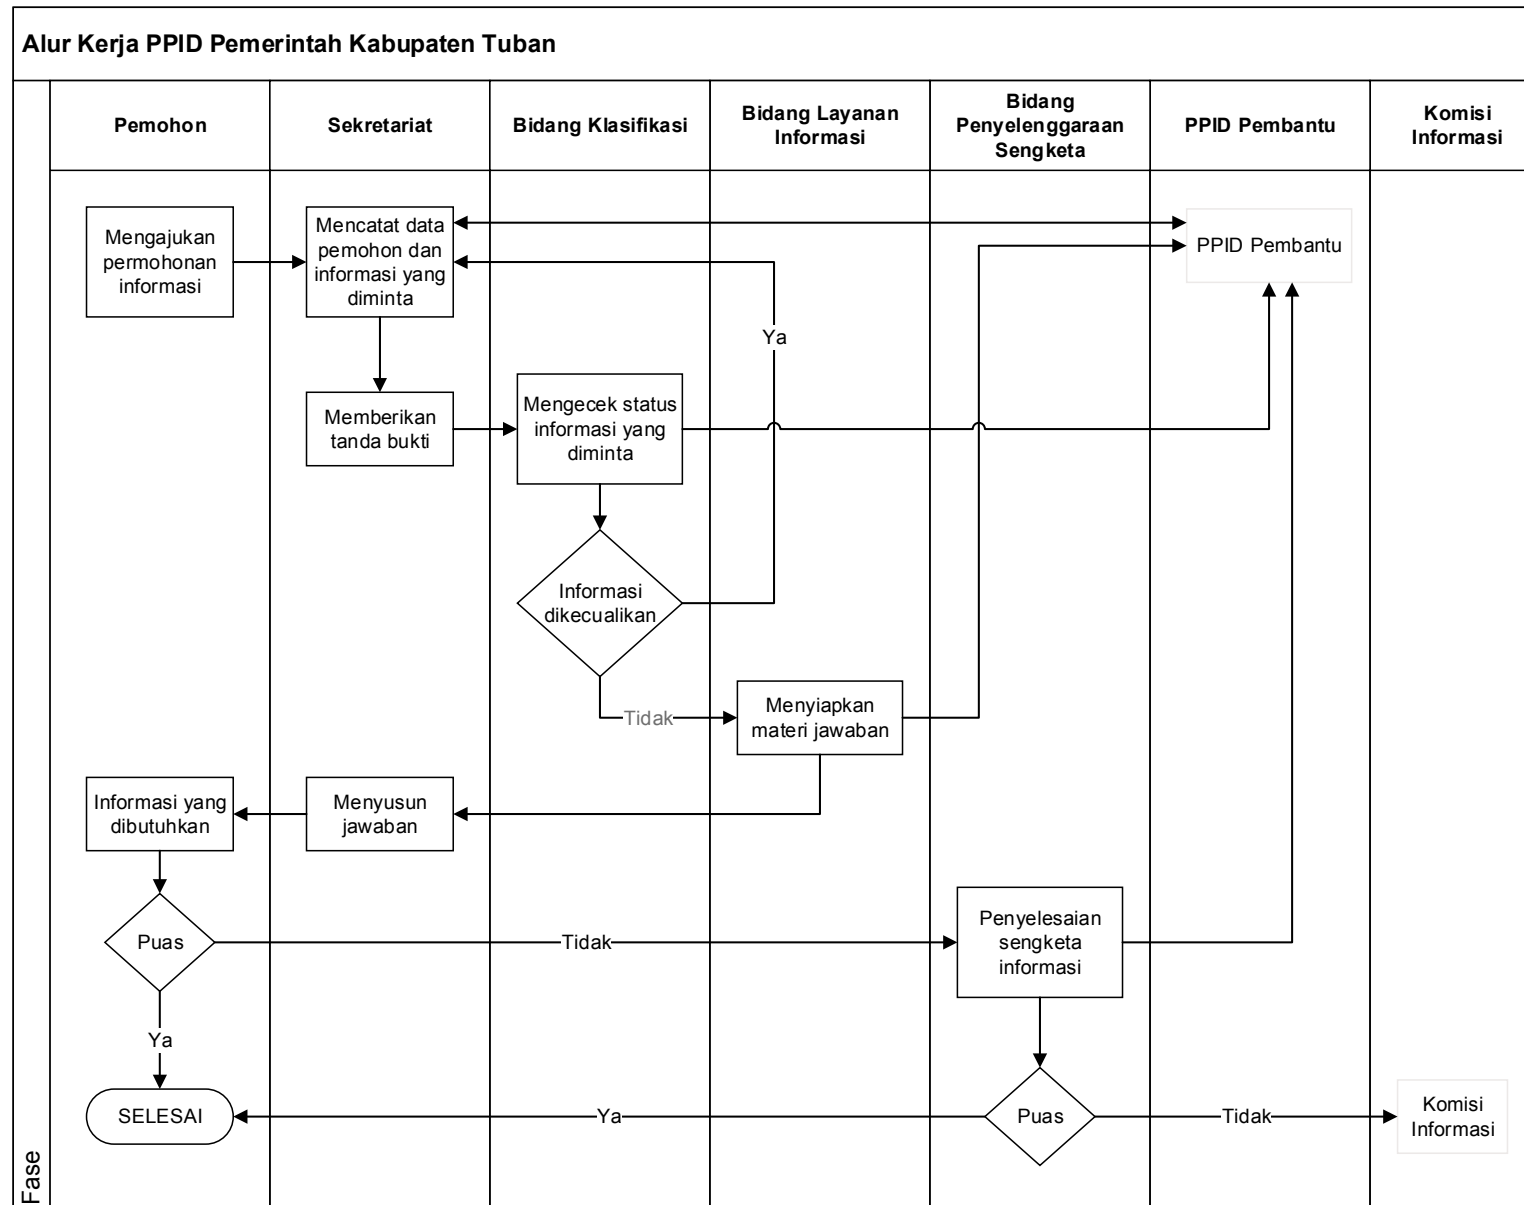 Alur Kerja PPID Pemerintah Kabupaten Tuban
Pemohon
Sekretariat
Bidang Klasifikasi
Bidang Layanan
Informasi
Bidang
Penyelenggaraan
Sengketa
PPID Pembantu
Komisi
Informasi
Mengajukan
permohonan
informasi
Mencatat data
pemohon dan
informasi yang
diminta
PPID Pembantu
Ya
Memberikan
tanda bukti
Mengecek status
informasi yang
diminta
Informasi
dikecualikan
Tidak
Menyiapkan
materi jawaban
Informasi yang
dibutuhkan
Menyusun
jawaban
Puas
Tidak
Penyelesaian
sengketa
informasi
Ya
SELESAI
Ya
Puas
Tidak
Komisi
Informasi
Fase